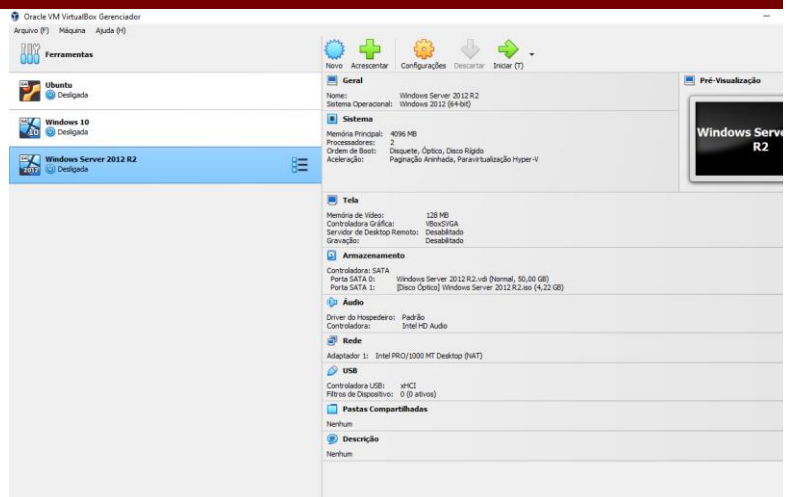 Oracle VM VirtualBox Gerenciador
Arquivo (F) Máquina Ajuda (H)
Ferramentas
Ubuntu
Desligada
Windows 10
Desligada
Windows Server 2012 R2
Desligada
Novo Acrescentar Configurações Descartar Iniciar (T)
Geral
Nome: Windows Server 2012 R2
Sistema Operacional: Windows 2012 (64-bit)
Sistema
Memória Principal: 4096 MB
Processadores: 2
Ordem de Boot: Disquete, Óptico, Disco Rígido
Aceleração: Paginação Aninhada, Paravirtualização Hyper-V
Tela
Memória de Vídeo: 128 MB
Controladora Gráfica: VBoxSVGA
Servidor de Desktop Remoto: Desabilitado
Gravação: Desabilitado
Armazenamento
Controladora: SATA
Porta SATA 0: Windows Server 2012 R2.vdi (Normal, 50,00 GB)
Porta SATA 1: [Disco Óptico] Windows Server 2012 R2.iso (4,22 GB)
Áudio
Driver do Hospedeiro: Padrão
Controladora: Intel HD Audio
Rede
Adaptador 1: Intel PRO/1000 MT Desktop (NAT)
USB
Controladora USB: xHCI
Filtros de Dispositivo: 0 (0 ativos)
Pastas Compartilhadas
Nenhum
Descrição
Nenhum
Pré-Visualização
Windows Serve
R2